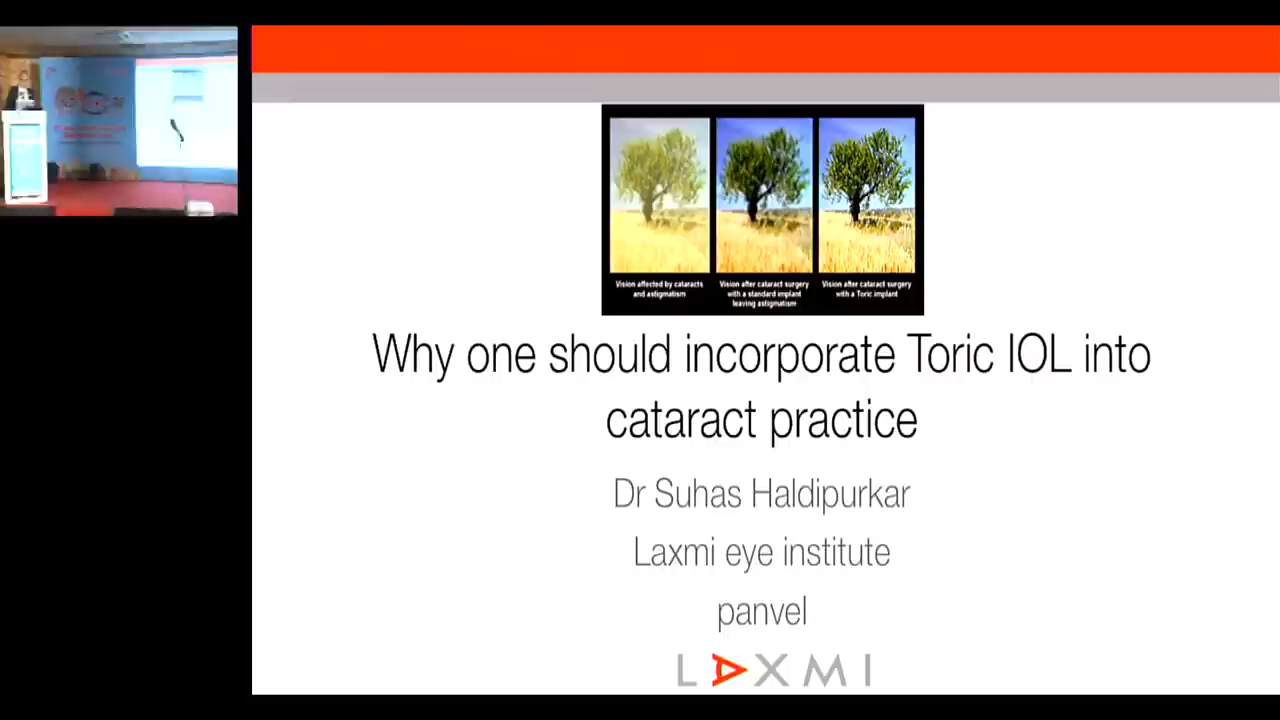 Vision affected by cataracts
and astigmatism
Vision after cataract surgery
with a standard implant
leaving astigmatism
Vision after cataract surgery
with a Toric implant
Why one should incorporate Toric IOL into
cataract practice
Dr Suhas Haldipurkar
Laxmi eye institute
panvel
LAXMI